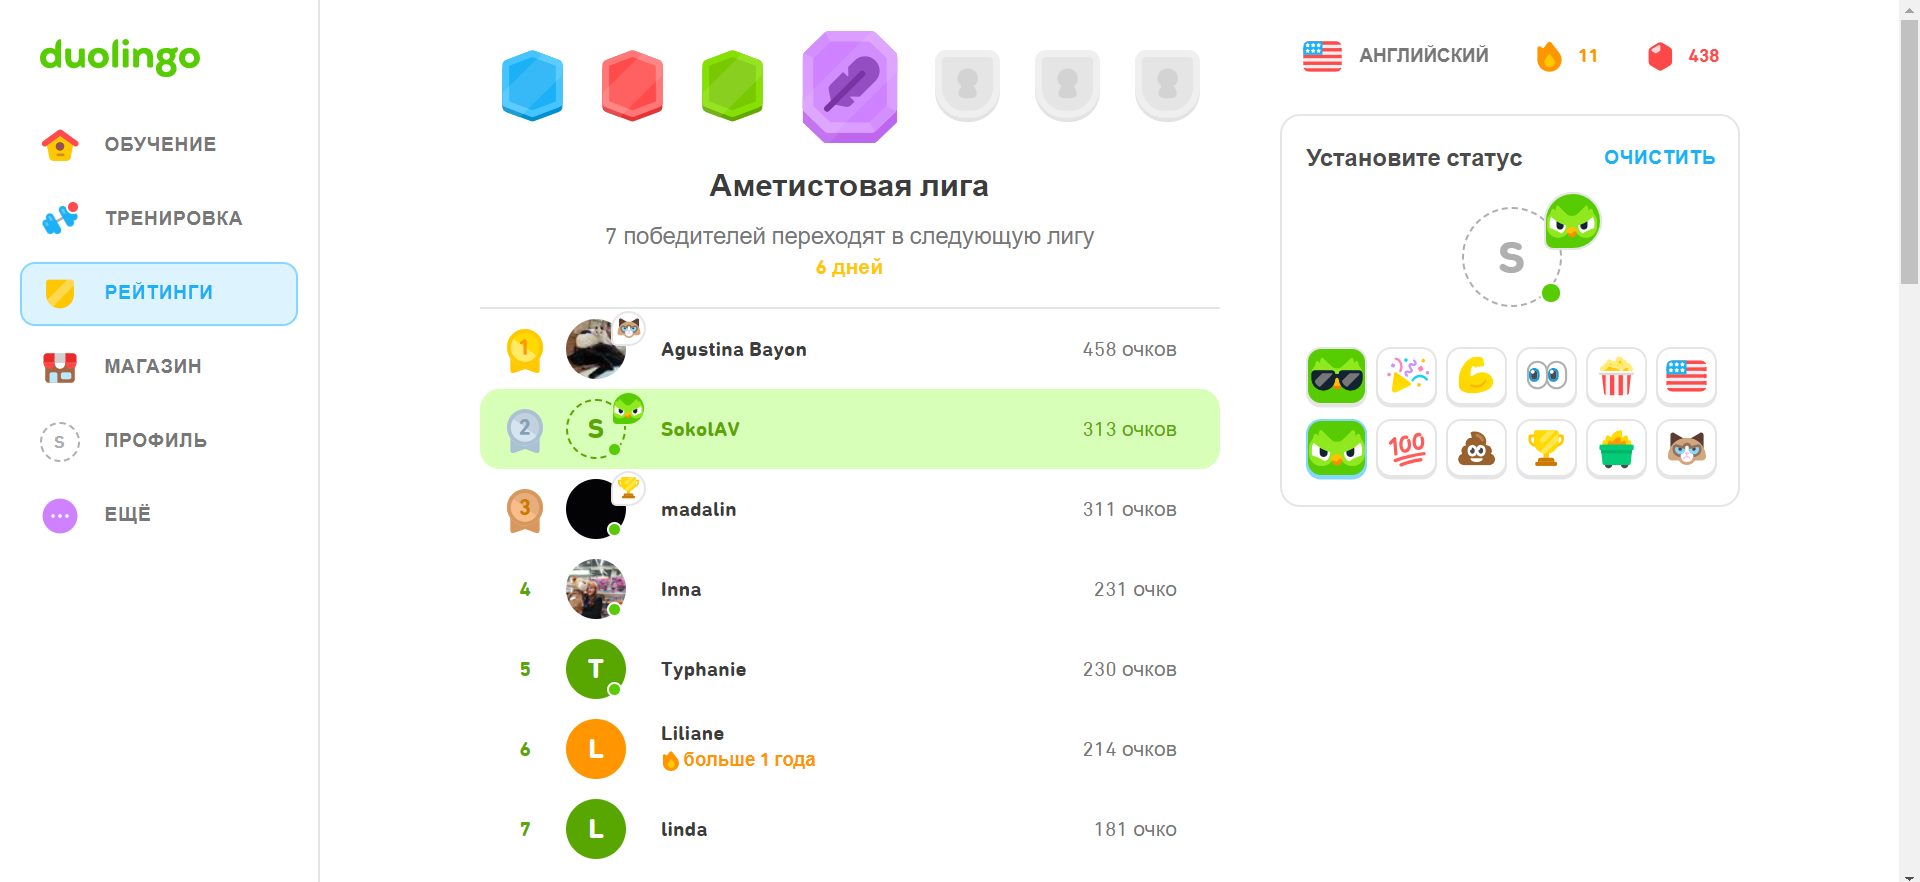 duolingo
ОБУЧЕНИЕ
ТРЕНИРОВКА
РЕЙТИНГИ
МАГАЗИН
S
ПРОФИЛЬ
ЕЩЁ
Аметистовая лига
7 победителей переходят в следующую лигу
6 дней
1
Agustina Bayon
458 очков
2
S
SokolAV
313 очков
3
madalin
311 очков
4
Inna
231 очко
5
T
Typhanie
230 очков
6
L
Liliane
больше 1 года
214 очков
7
L
linda
181 очко
АНГЛИЙСКИЙ
11
438
Установите статус
ОЧИСТИТЬ
S
100